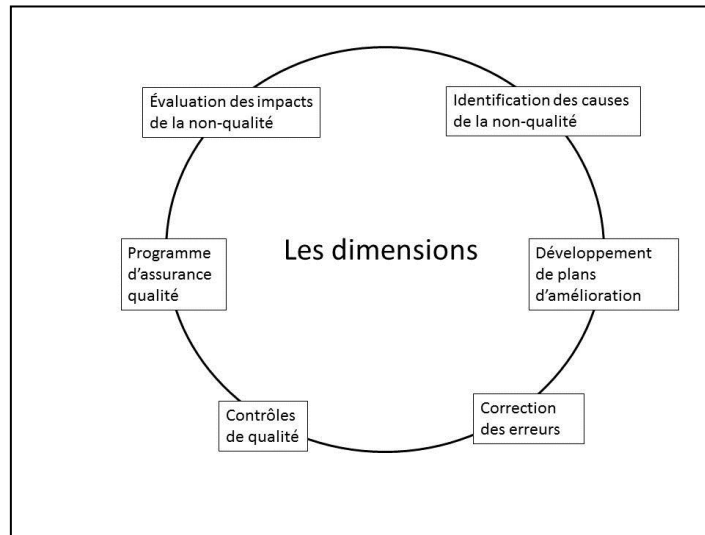 Évaluation des impacts
de la non-qualité
Identification des causes
de la non-qualité
Programme
d’assurance
qualité
Les dimensions
Développement
de plans
d’amélioration
Contrôles
de qualité
Correction
des erreurs